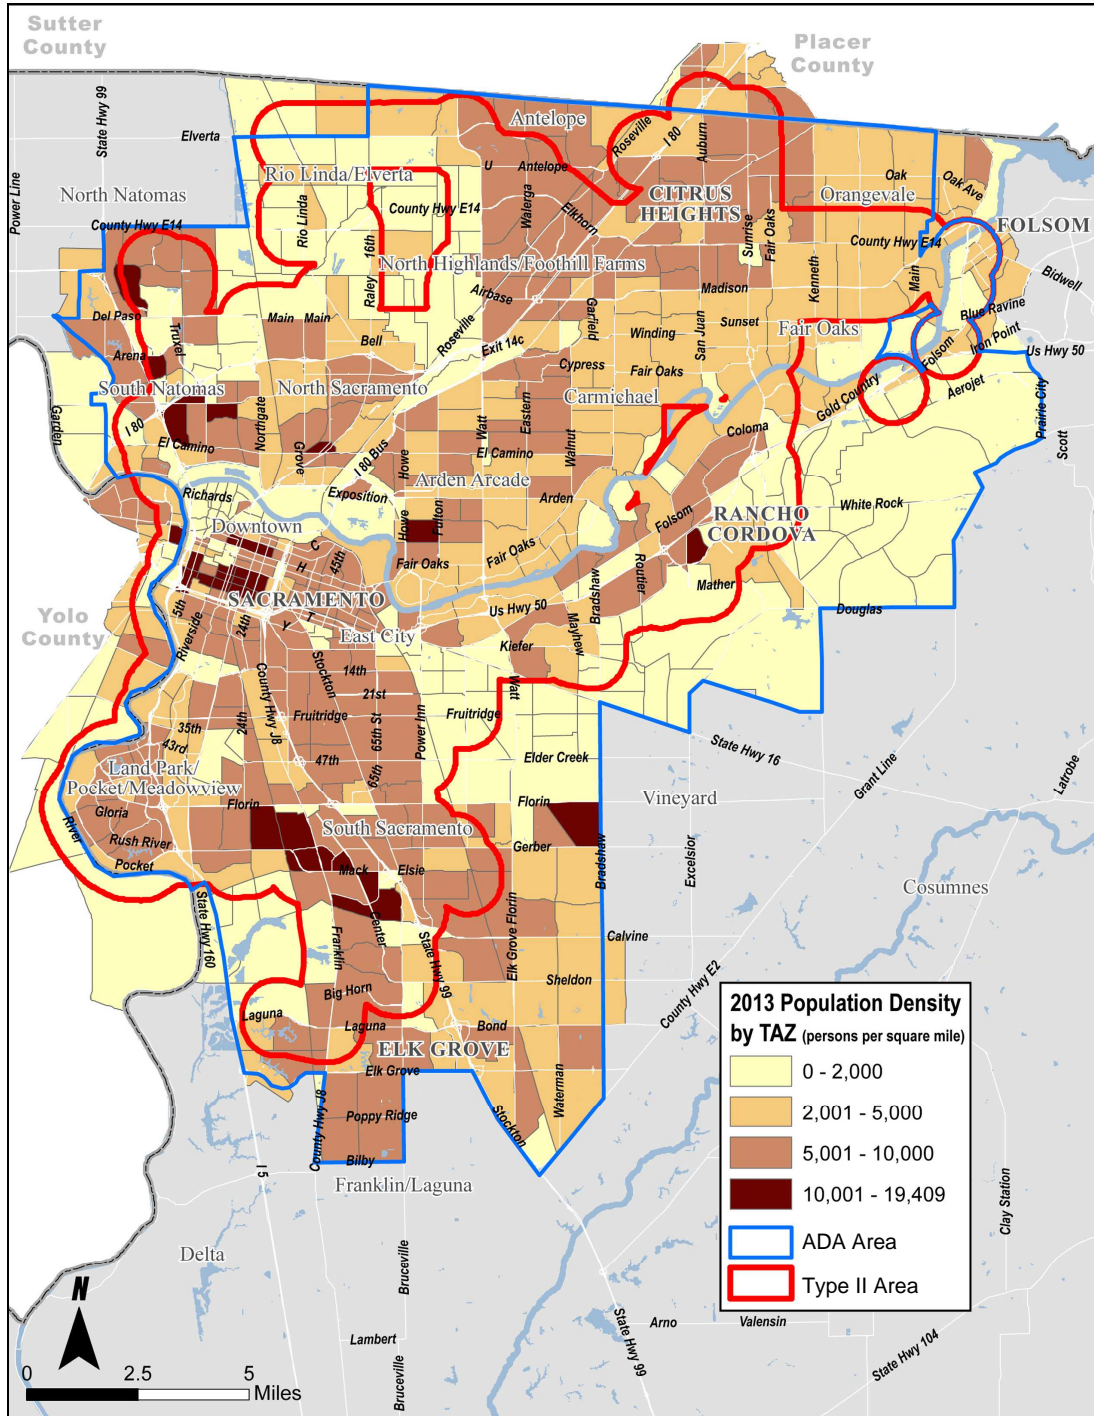 Sutter
County
Placer
County
State Hwy 99
Elverta
Antelope
Roseville
I 80
Auburn
Power Line
North Natomas
Rio Linda/Elverta
U
Antelope
Walerga
Elkhorn
CITRUS
HEIGHTS
Oak
Orangevale
Oak Ave
County Hwy E14
Rio Linda
16th
County Hwy E14
Sunrise
Fair Oaks
County Hwy E14
FOLSOM
North Highlands/Foothill Farms
Raley
Airbase
Madison
Kenneth
Main
Bidwell
Del Paso
Truxel
Main
Main
Roseville
Garfield
San Juan
Sunset
Winding
Fair Oaks
Blue Ravine
Arena
Bell
Exit 14c
Cypress
Fair Oaks
Folsom
Iron Point
Us Hwy 50
South Natomas
North Sacramento
Carmichael
Gold Country
Aerojet
Prairie City
Garden
I 80
El Camino
Northgate
Grove
I 80 Bus
Howe
Watt
Eastern
El Camino
Walnut
Coloma
Scott
Richards
Exposition
Arden Arcade
Arden
White Rock
Downtown
Howe
Fulton
Folsom
RANCHO
CORDOVA
C
H
45th
Fair Oaks
Fair Oaks
Routier
Mather
SACRAMENTO
Yolo
County
5th
Riverside
24th
Y
T
East City
Us Hwy 50
Bradshaw
Mayhew
Kiefer
Douglas
Stockton
14th
21st
Watt
County Hwy J8
Fruitridge
65th St
Power Inn
Fruitridge
35th
43rd
24th
47th
65th
Elder Creek
State Hwy 16
Grant Line
Latrobe
Land Park/
Pocket/Meadowview
Florin
Florin
Vineyard
Gloria
South Sacramento
River
Rush River
Gerber
Bradshaw
Excelsior
Pocket
Mack
Elsie
Cosumnes
State Hwy 160
Franklin
Center
State Hwy 99
Elk Grove Florin
Calvine
County Hwy E2
Big Horn
Sheldon
Laguna
Laguna
Bond
ELK GROVE
Elk Grove
County Hwy J8
Poppy Ridge
Stockton
Waterman
Bilby
I 5
Franklin/Laguna
Clay Station
Delta
Bruceville
Lambert
Bruceville
State Hwy 99
Arno
Valensin
State Hwy 104
2013 Population Density
by TAZ (persons per square mile)
0 - 2,000
2,001 - 5,000
5,001 - 10,000
10,001 - 19,409
ADA Area
Type II Area
N
0
2.5
5
Miles